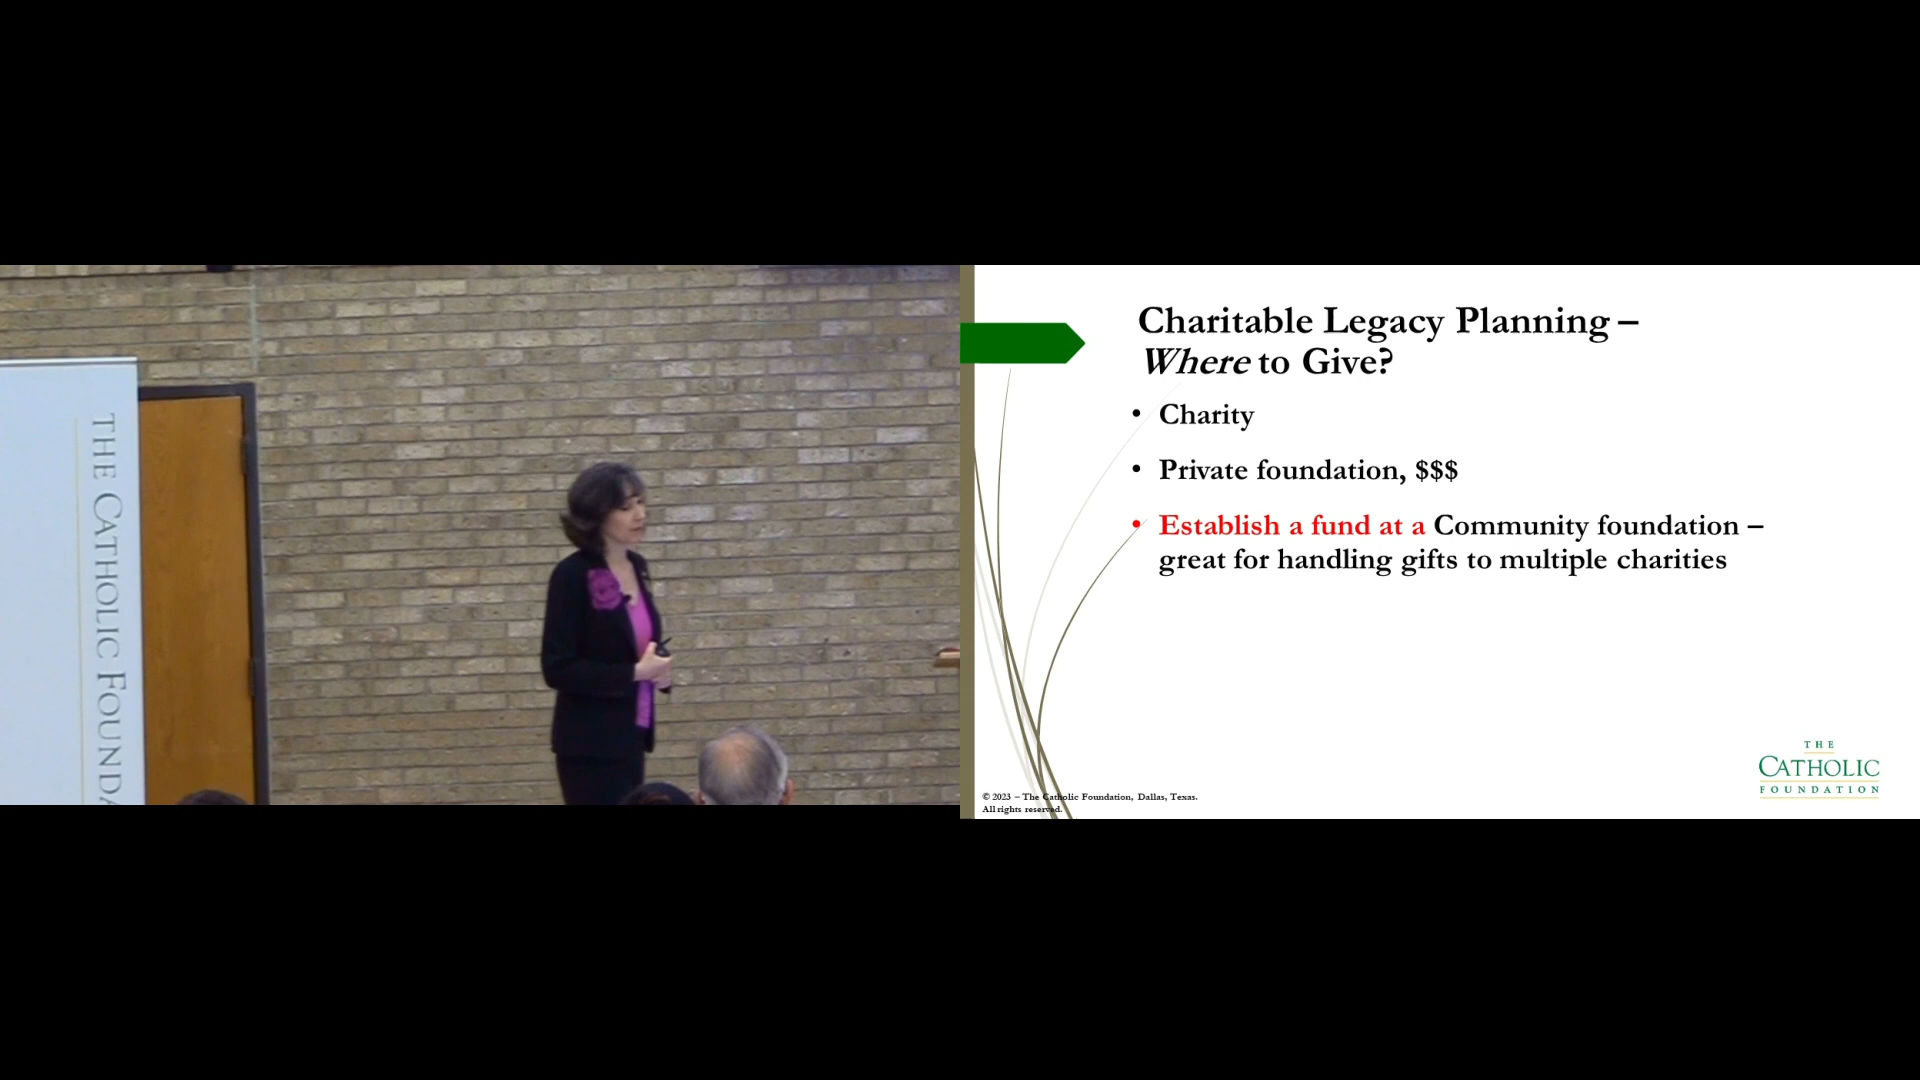 THE CATHOLIC FOUNDA
Charitable Legacy Planning –
Where to Give?
• Charity
• Private foundation, $$$
• Establish a fund at a Community foundation –
great for handling gifts to multiple charities
THE
CATHOLIC
FOUNDATION
© 2023 – The Catholic Foundation, Dallas, Texas.
All rights reserved.